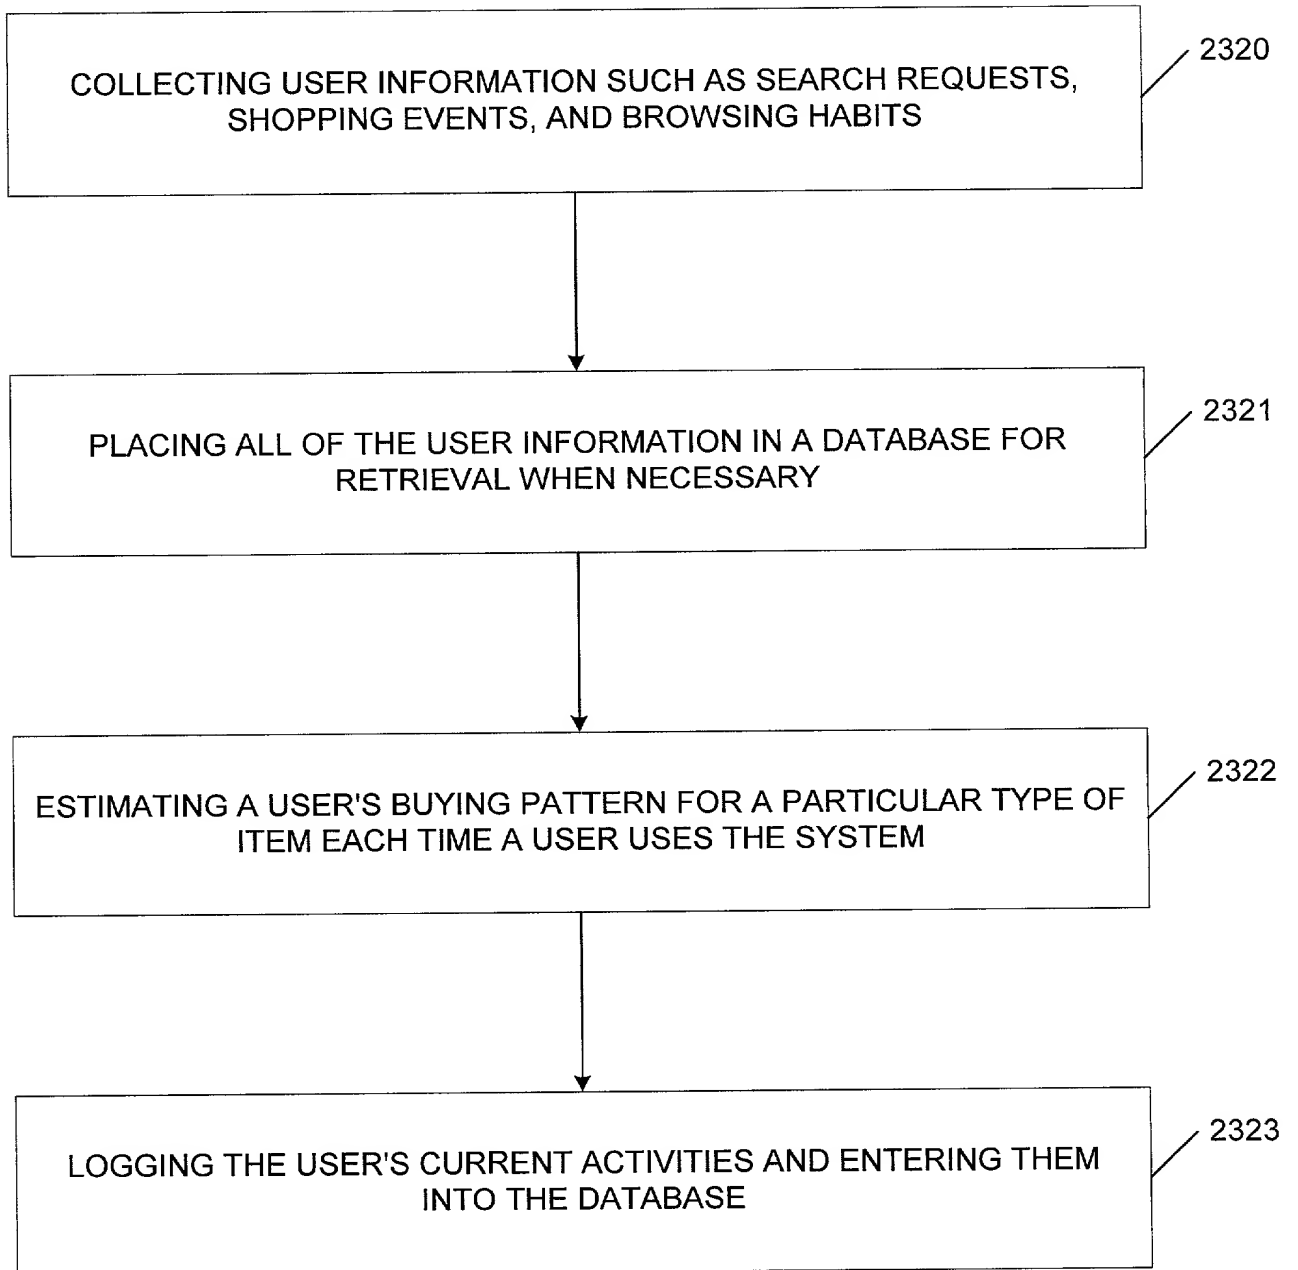 COLLECTING USER INFORMATION SUCH AS SEARCH REQUESTS,
SHOPPING EVENTS, AND BROWSING HABITS
2320
PLACING ALL OF THE USER INFORMATION IN A DATABASE FOR
RETRIEVAL WHEN NECESSARY
2321
ESTIMATING A USER'S BUYING PATTERN FOR A PARTICULAR TYPE OF
ITEM EACH TIME A USER USES THE SYSTEM
2322
LOGGING THE USER'S CURRENT ACTIVITIES AND ENTERING THEM
INTO THE DATABASE
2323